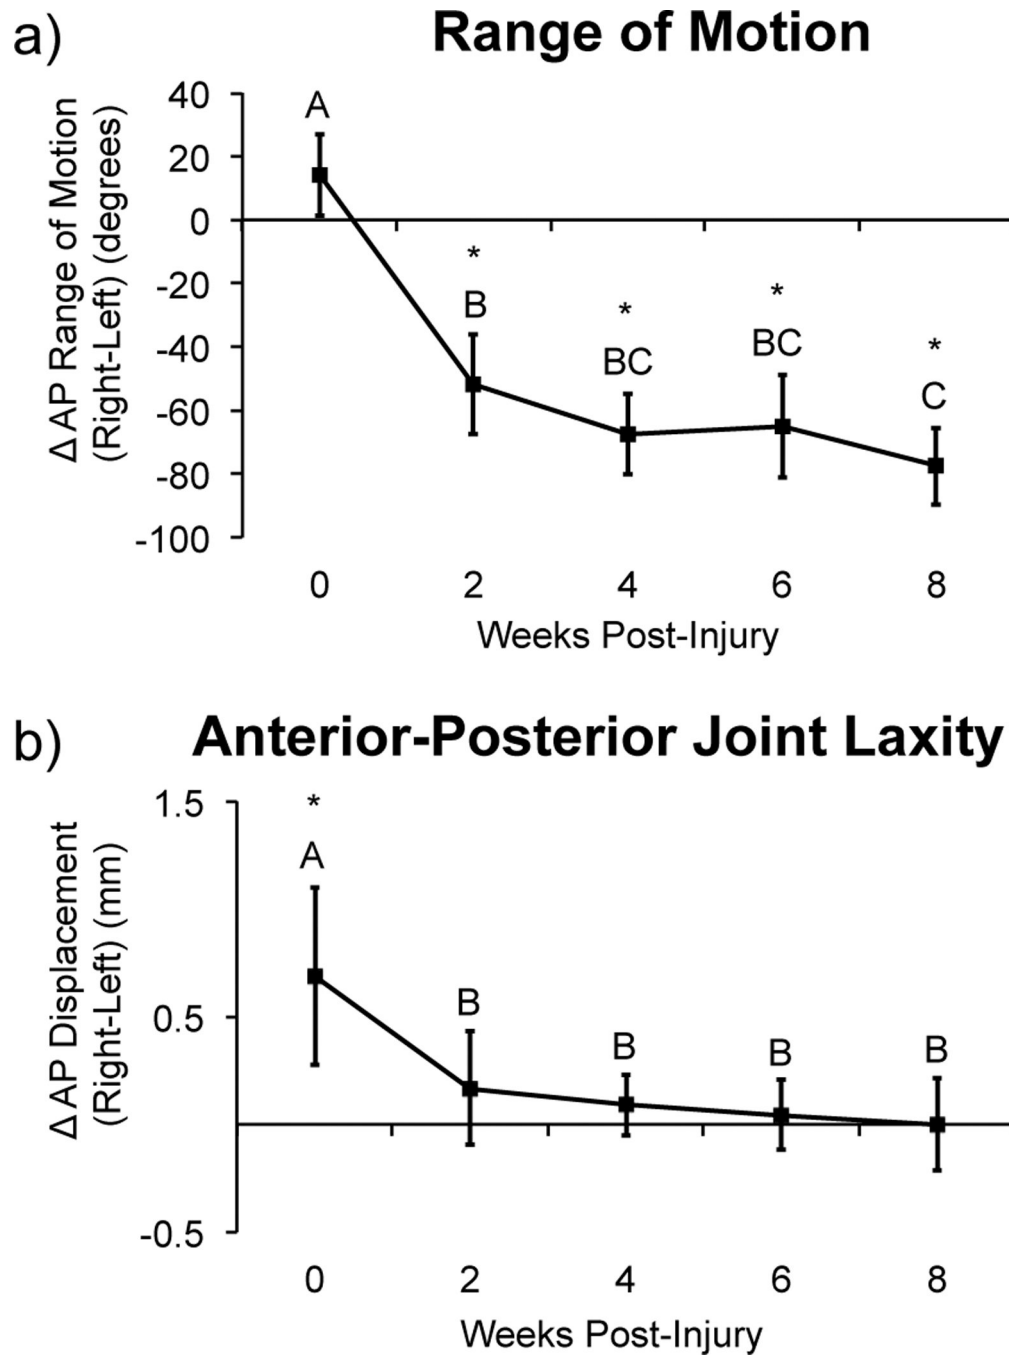 a)
Range of Motion
Δ AP Range of Motion
(Right-Left) (degrees)
40
20
0
-20
-40
-60
-80
-100
A
*
B
*
BC
*
BC
*
C
0 2 4 6 8
Weeks Post-Injury
b)
Anterior-Posterior Joint Laxity
Δ AP Displacement
(Right-Left) (mm)
1.5
0.5
-0.5
*
A
B
B
B
B
0 2 4 6 8
Weeks Post-Injury